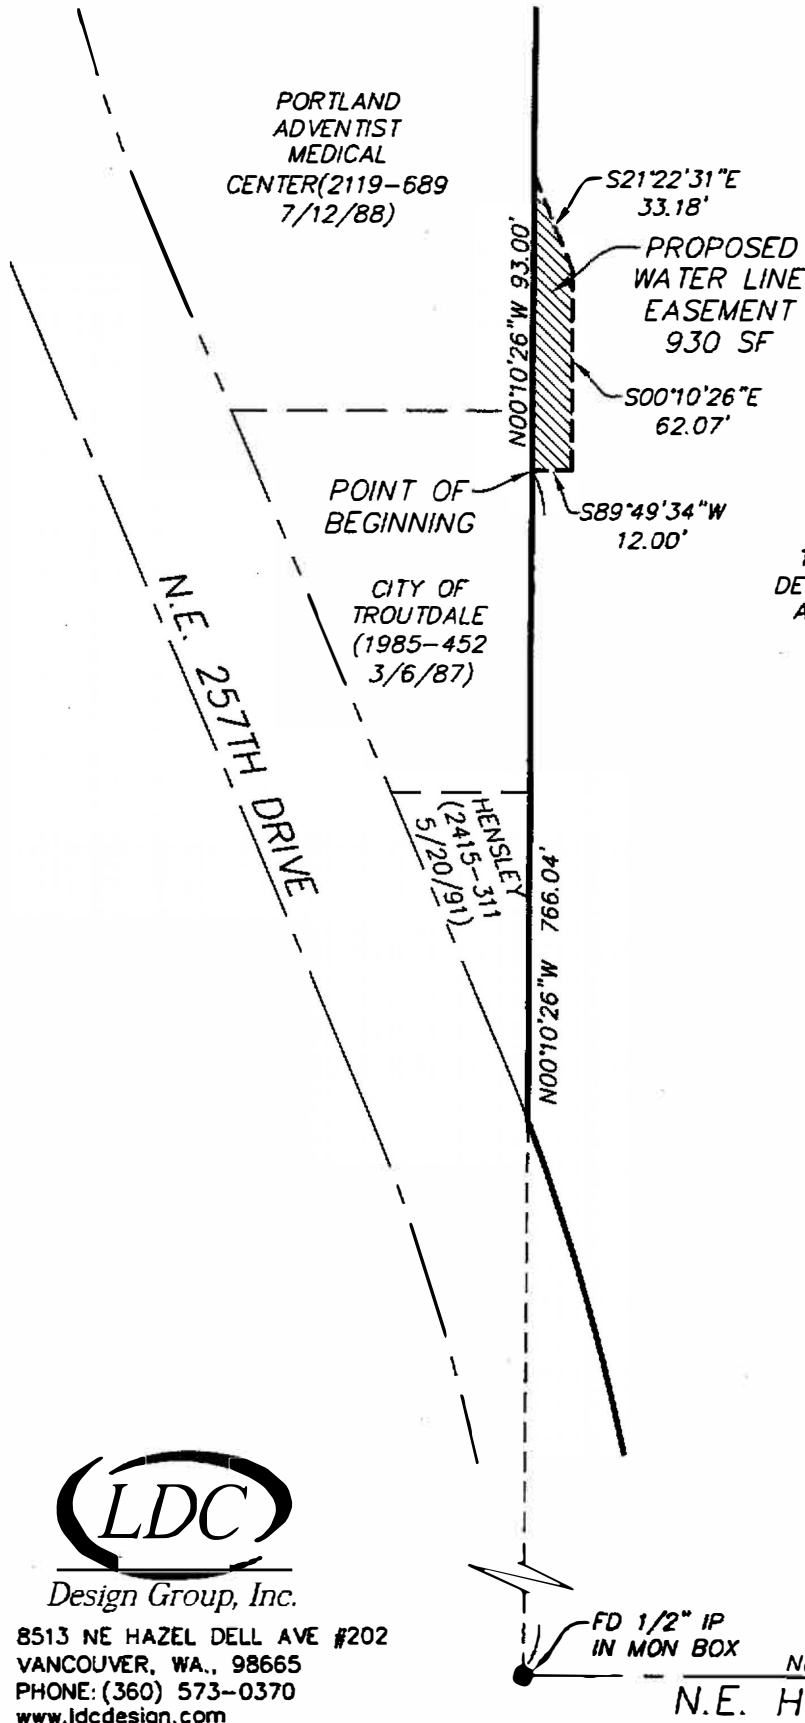 PORTLAND
ADVENTIST
MEDICAL
CENTER(2119-689
7/12/88)
S21°22'31"E
33.18'
PROPOSED
WATER LINE
EASEMENT
930 SF
N00°10'26"W 93.00'
S00°10'26"E
62.07'
POINT OF
BEGINNING
S89°49'34"W
12.00'
DE
A
CITY OF
TROUTDALE
(1985-452
3/6/87)
N.E. 257TH DRIVE
HENSLEY
(2415-311
5/20/91)
N00°10'26"W 766.04'
LDC
Design Group, Inc.
8513 NE HAZEL DELL AVE #202
VANCOUVER, WA., 98665
PHONE: (360) 573-0370
www.ldcdesign.com
FD 1/2" IP
IN MON BOX
N.E. H